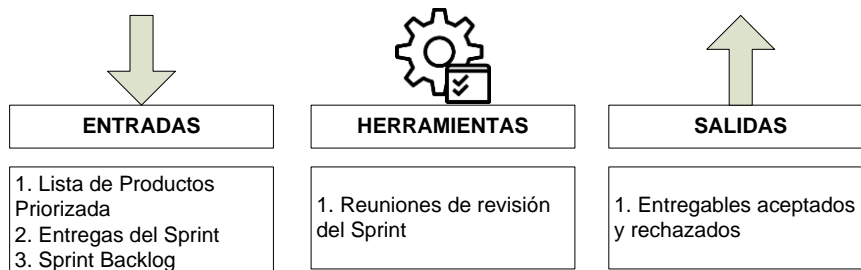 ENTRADAS
HERRAMIENTAS
SALIDAS
1. Lista de Productos
Priorizada
2. Entregas del Sprint
3. Sprint Backlog
1. Reuniones de revisión
del Sprint
1. Entregables aceptados
y rechazados